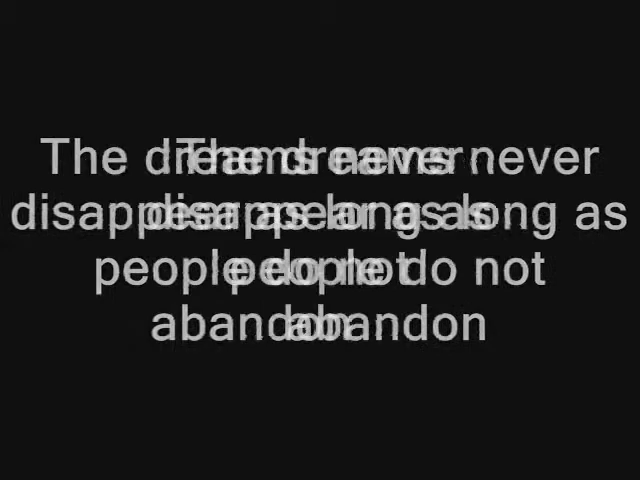 The dreams never
disappear as long as
people do not
abandon